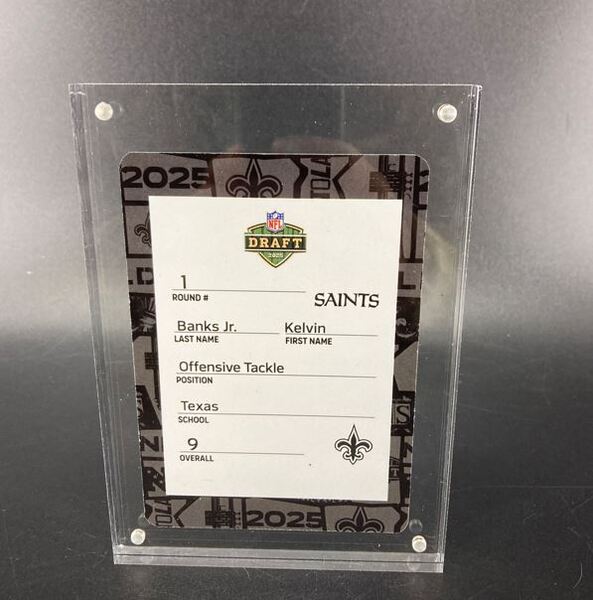 2025
NFL
DRAFT
2025
1
ROUND #
SAINTS
Banks Jr. Kelvin
LAST NAME FIRST NAME
Offensive Tackle
POSITION
Texas
SCHOOL
9
OVERALL
2025